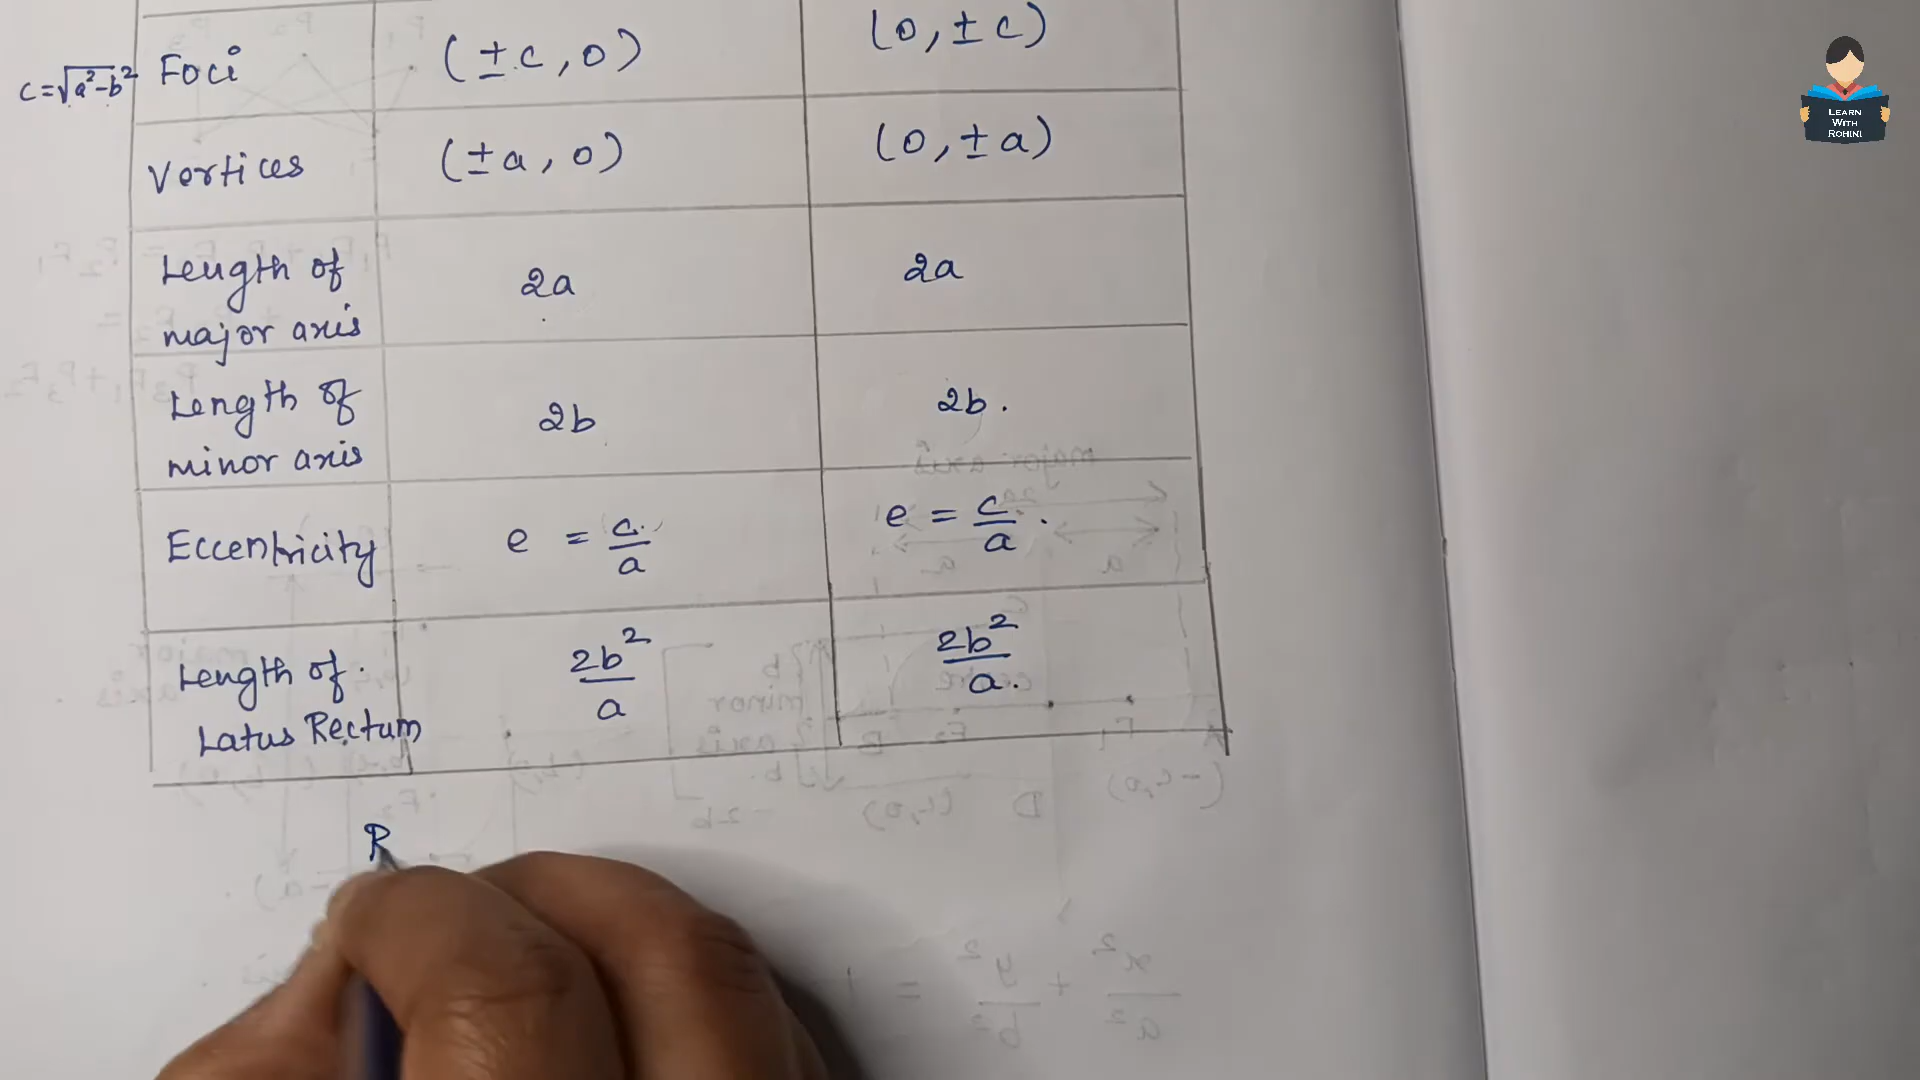 c=√a²-b² Foci (±c, 0) (0, ±c)
Vertices (±a, 0) (0, ±a)
Length of
major axis 2a 2a
Length of
minor axis 2b 2b.
Eccentricity e = c/a e = c/a.
Length of
Latus Rectum 2b²/a 2b²/a.
R
LEARN
WITH
ROHINI